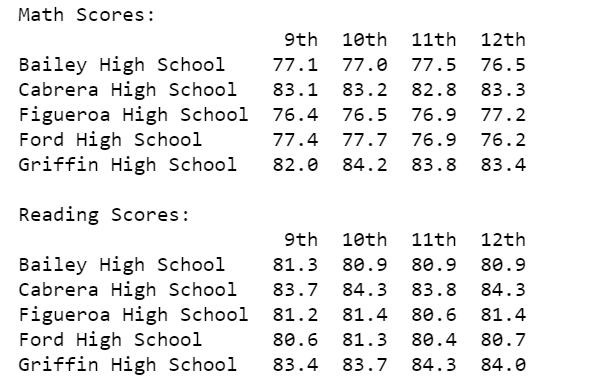 Math Scores:
9th 10th 11th 12th
Bailey High School 77.1 77.0 77.5 76.5
Cabrera High School 83.1 83.2 82.8 83.3
Figueroa High School 76.4 76.5 76.9 77.2
Ford High School 77.4 77.7 76.9 76.2
Griffin High School 82.0 84.2 83.8 83.4
Reading Scores:
9th 10th 11th 12th
Bailey High School 81.3 80.9 80.9 80.9
Cabrera High School 83.7 84.3 83.8 84.3
Figueroa High School 81.2 81.4 80.6 81.4
Ford High School 80.6 81.3 80.4 80.7
Griffin High School 83.4 83.7 84.3 84.0